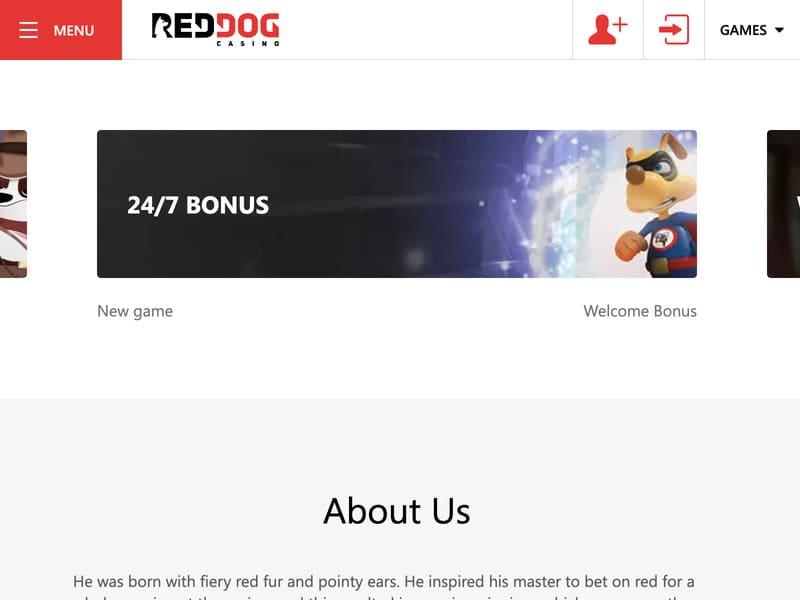 MENU
REDDOG
CASINO
GAMES
24/7 BONUS
New game
Welcome Bonus
About Us
He was born with fiery red fur and pointy ears. He inspired his master to bet on red for a